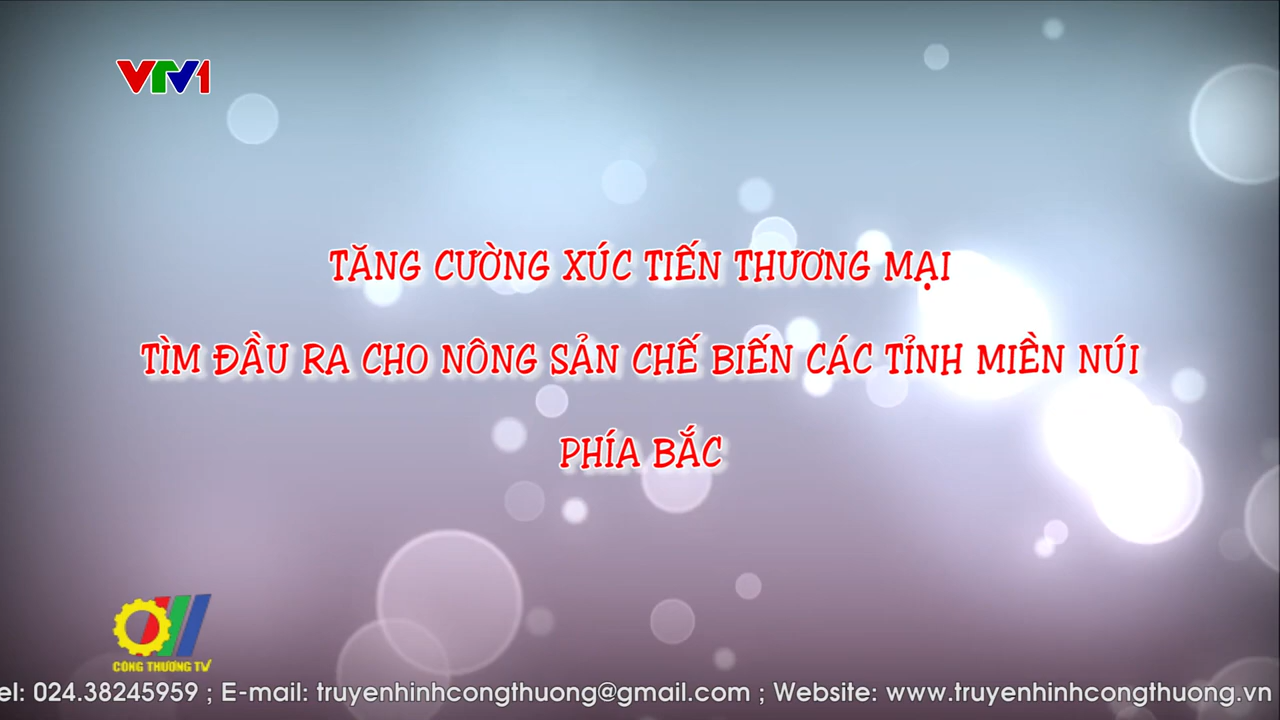 VTV1
TĂNG CƯỜNG XÚC TIẾN THƯƠNG MẠI
TÌM ĐẦU RA CHO NÔNG SẢN CHẾ BIẾN CÁC TỈNH MIỀN NÚI
PHÍA BẮC
CÔNG THƯƠNG TV
el: 024.38245959 ; E-mail: truyenhinhcongthuong@gmail.com ; Website: www.truyenhinhcongthuong.vn